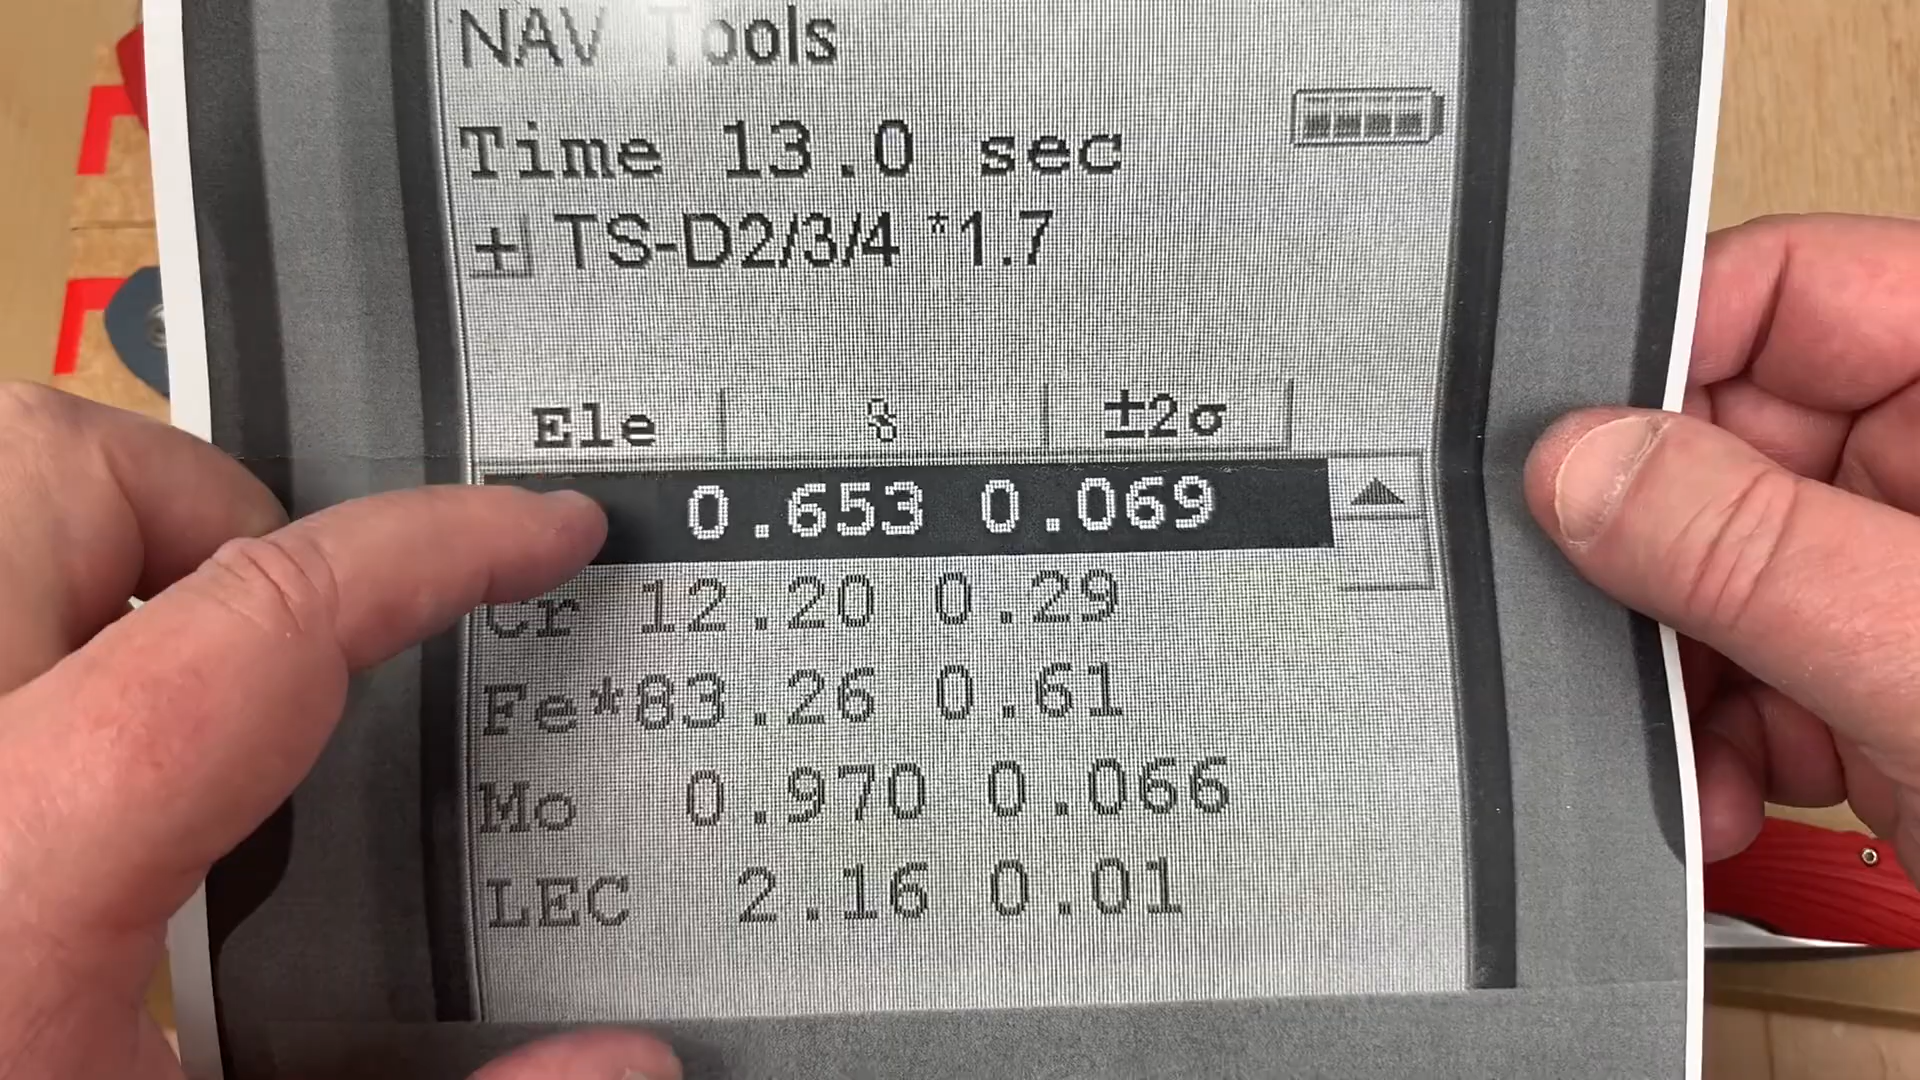 NAV Tools
Time 13.0 sec
± TS-D2/3/4 *1.7
Ele % ±2σ
0.653 0.069
Cr 12.20 0.29
Fe*83.26 0.61
Mo 0.970 0.066
LEC 2.16 0.01